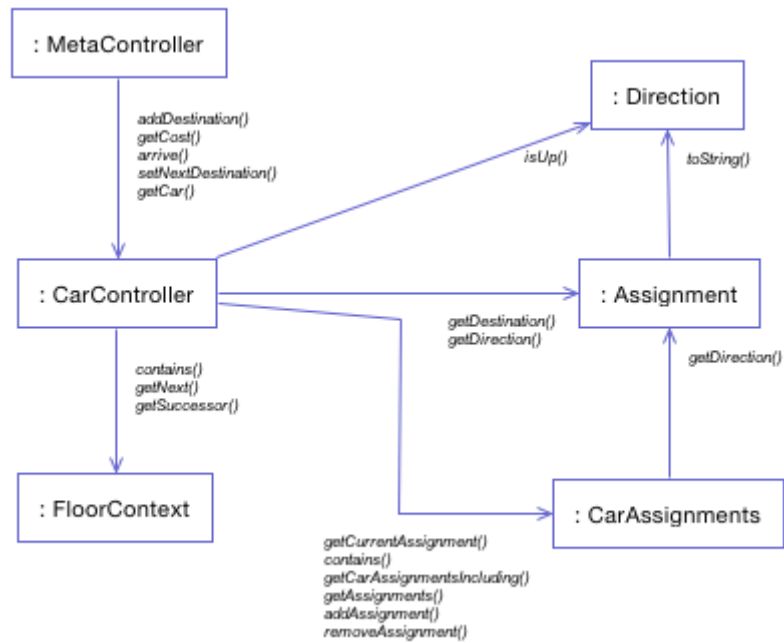 : MetaController
: Direction
addDestination()
getCost()
arrive()
setNextDestination()
getCar()
isUp()
toString()
: CarController
: Assignment
getDestination()
getDirection()
getDirection()
contains()
getNext()
getSuccessor()
: FloorContext
: CarAssignments
getCurrentAssignment()
contains()
getCarAssignmentsIncluding()
getAssignments()
addAssignment()
removeAssignment()